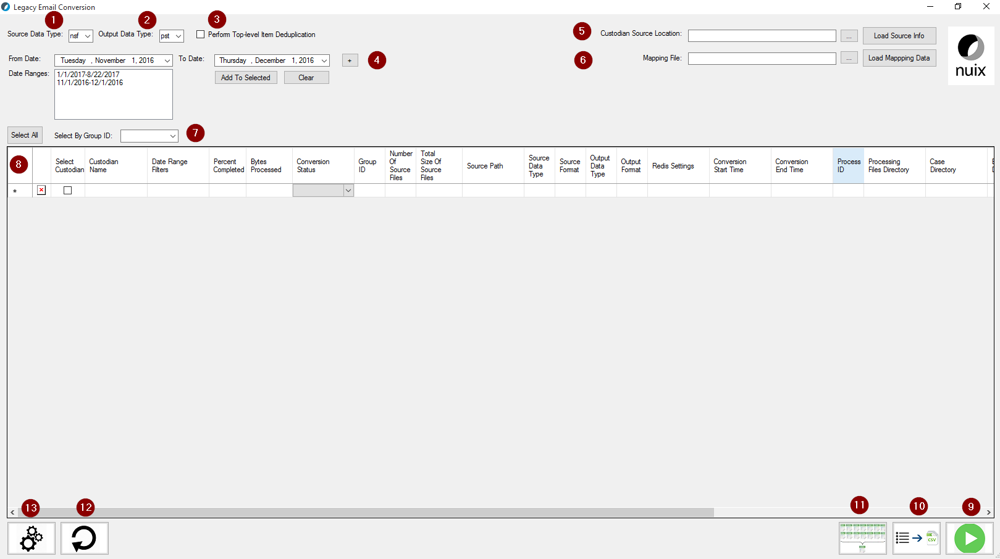 Legacy Email Conversion
1 2 3
Source Data Type: nsf Output Data Type: pst Perform Top-level Item Deduplication
5 Custodian Source Location: ... Load Source Info
From Date: Tuesday , November 1, 2016 To Date: Thursday , December 1, 2016 + 4
6 Mapping File: ... Load Mappping Data
nuix
Date Ranges: 1/1/2017-8/22/2017
11/1/2016-12/1/2016
Add To Selected Clear
Select All Select By Group ID: 7
8
Select Custodian
Custodian Name
Date Range Filters
Percent Completed
Bytes Processed
Conversion Status
Group ID
Number Of Source Files
Total Size Of Source Files
Source Path
Source Data Type
Source Format
Output Data Type
Output Format
Redis Settings
Conversion Start Time
Conversion End Time
Process ID
Processing Files Directory
Case Directory
*
13 12 11 10 9
CSV